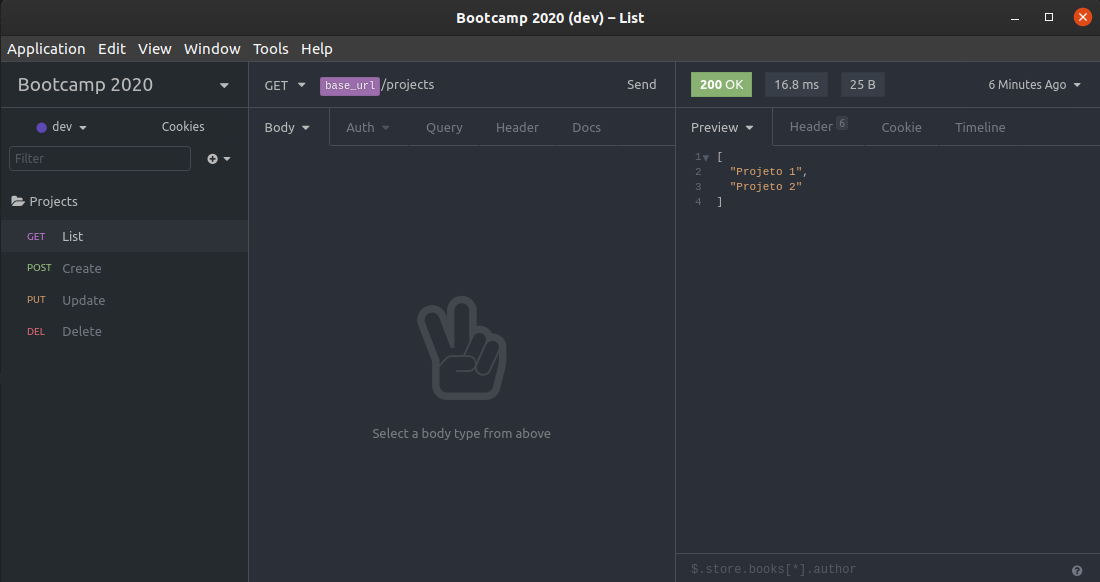 Bootcamp 2020 (dev) – List
Application Edit View Window Tools Help
Bootcamp 2020
GET base_url/projects Send
200 OK 16.8 ms 25 B 6 Minutes Ago
dev Cookies
Body Auth Query Header Docs
Preview Header 6 Cookie Timeline
Filter
Projects
GET List
POST Create
PUT Update
DEL Delete
Select a body type from above
1 [
2 "Projeto 1",
3 "Projeto 2"
4 ]
$.store.books[*].author